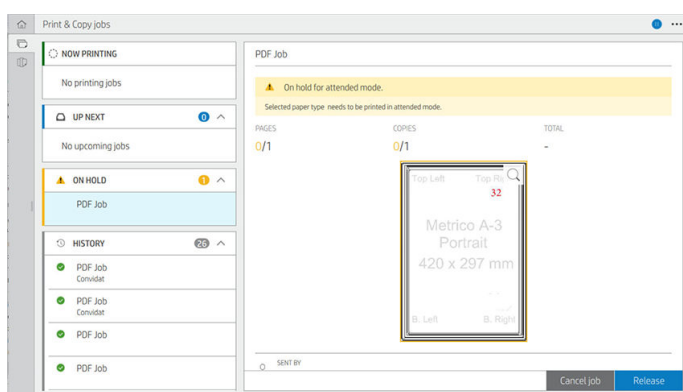 Print & Copy jobs
NOW PRINTING
No printing jobs
UP NEXT
0
No upcoming jobs
ON HOLD
1
PDF Job
HISTORY
26
PDF Job
Convidat
PDF Job
Convidat
PDF Job
PDF Job
PDF Job
On hold for attended mode.
Selected paper type needs to be printed in attended mode.
PAGES
COPIES
TOTAL
0/1
0/1
-
Top Left
Top Ri
32
Metrico A-3
Portrait
420 x 297 mm
B. Left
B. Right
SENT BY
Cancel job
Release